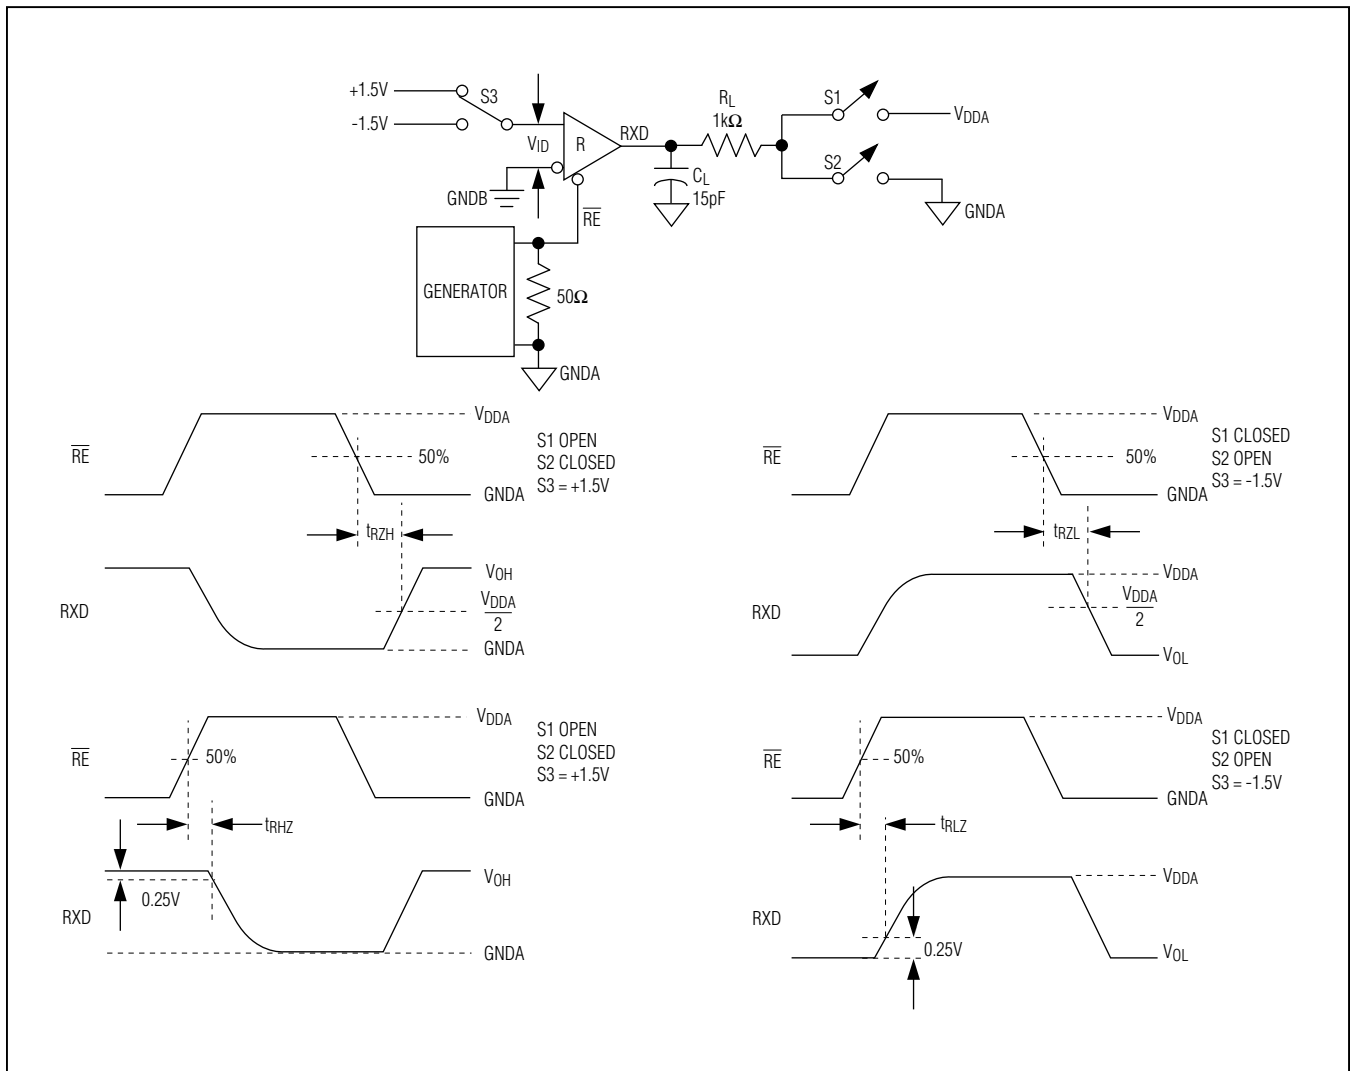 +1.5V
-1.5V
S3
VID
R
RXD
RL
1kΩ
S1
VDDA
S2
CL
15pF
GNDA
GNDB
RE
GENERATOR
50Ω
GNDA
RE
VDDA
50%
GNDA
S1 OPEN
S2 CLOSED
S3 = +1.5V
tRZH
RXD
VOH
VDDA
2
GNDA
RE
VDDA
50%
GNDA
S1 CLOSED
S2 OPEN
S3 = -1.5V
tRZL
RXD
VDDA
VDDA
2
VOL
RE
VDDA
50%
GNDA
S1 OPEN
S2 CLOSED
S3 = +1.5V
tRHZ
RXD
0.25V
VOH
GNDA
RE
VDDA
50%
GNDA
S1 CLOSED
S2 OPEN
S3 = -1.5V
tRLZ
RXD
VDDA
0.25V
VOL